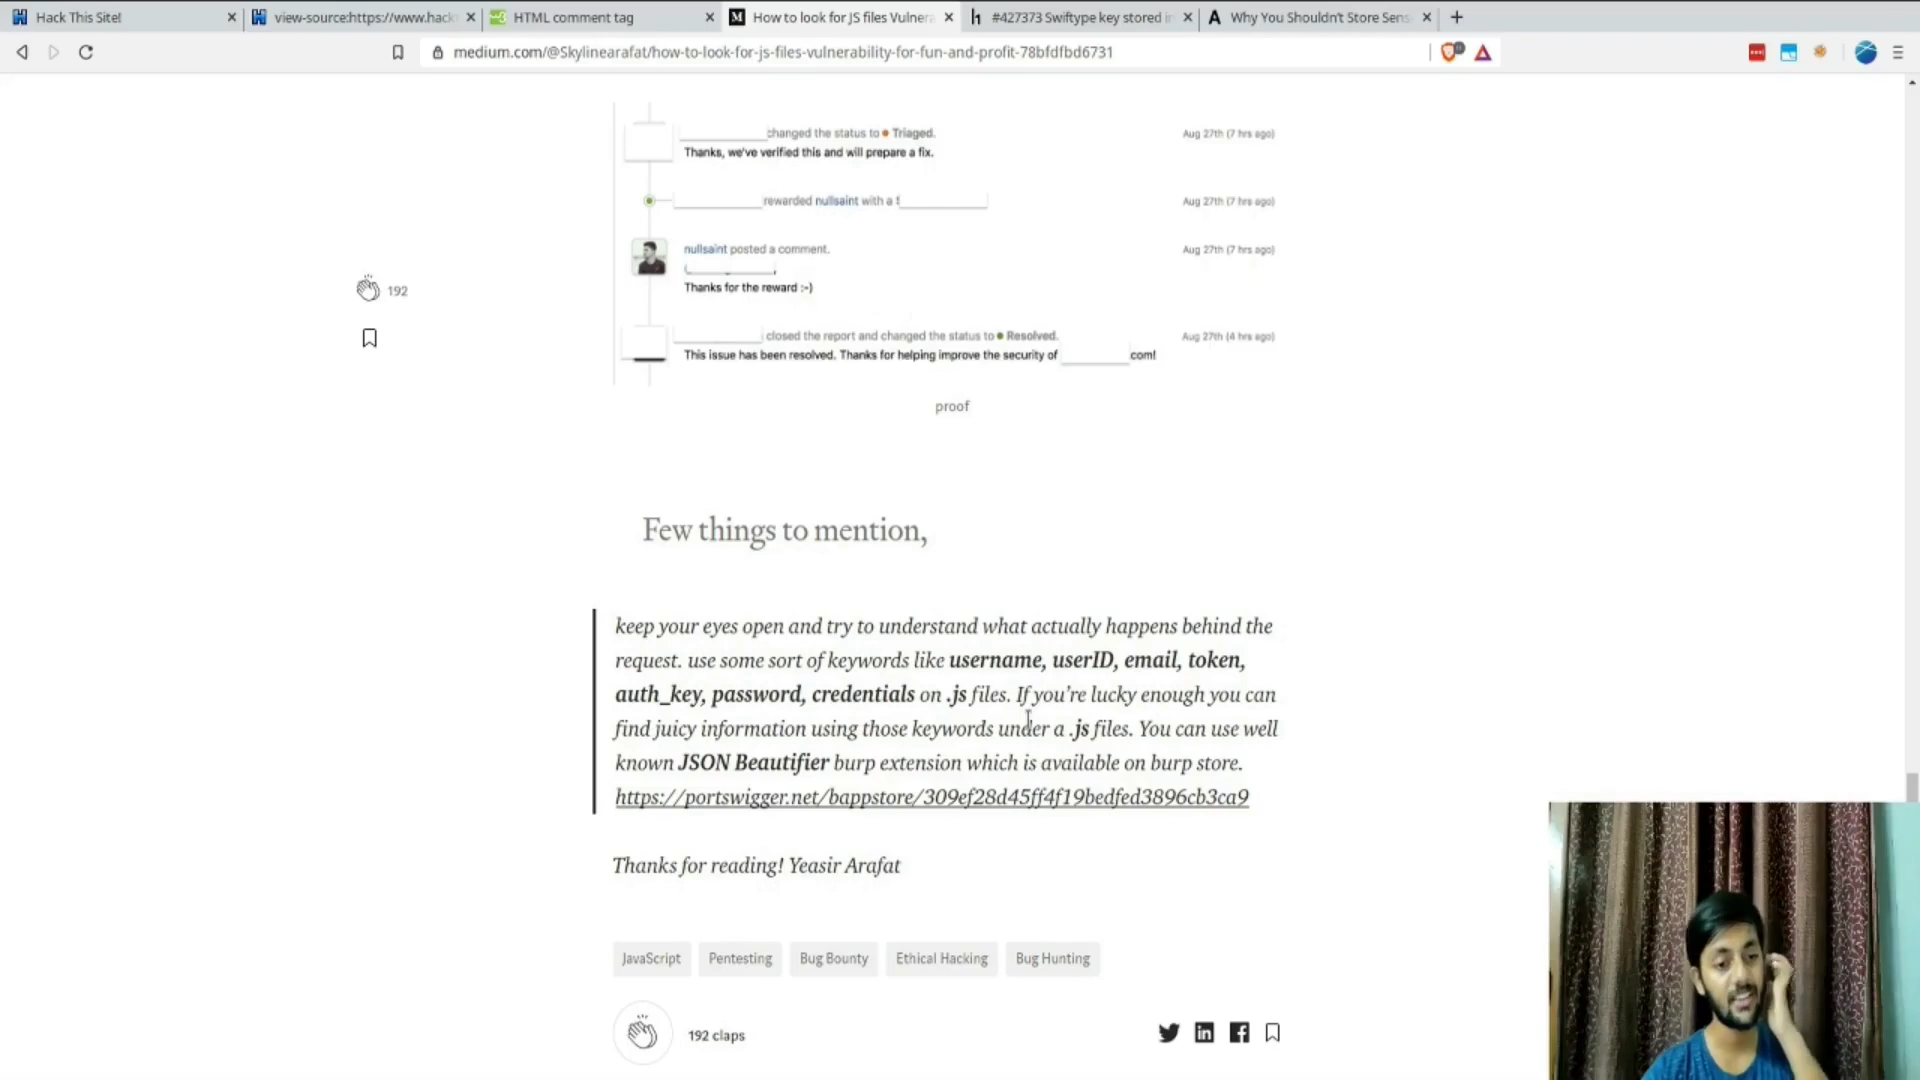 Hack This Site!
view-source:https://www.hack
HTML comment tag
How to look for JS files Vulnera
#427373 Swiftype key stored in
Why You Shouldn't Store Sens
medium.com/@Skylinearafat/how-to-look-for-js-files-vulnerability-for-fun-and-profit-78bfdfbd6731
changed the status to Triaged. Aug 27th (7 hrs ago)
Thanks, we've verified this and will prepare a fix.
rewarded nullsaint with a Aug 27th (7 hrs ago)
nullsaint posted a comment. Aug 27th (7 hrs ago)
Thanks for the reward :-)
192
closed the report and changed the status to Resolved. Aug 27th (4 hrs ago)
This issue has been resolved. Thanks for helping improve the security of com!
proof
Few things to mention,
keep your eyes open and try to understand what actually happens behind the
request. use some sort of keywords like username, userID, email, token,
auth_key, password, credentials on .js files. If you're lucky enough you can
find juicy information using those keywords under a .js files. You can use well
known JSON Beautifier burp extension which is available on burp store.
https://portswigger.net/bappstore/309ef28d45ff4f19bedfed3896cb3ca9
Thanks for reading! Yeasir Arafat
JavaScript Pentesting Bug Bounty Ethical Hacking Bug Hunting
192 claps